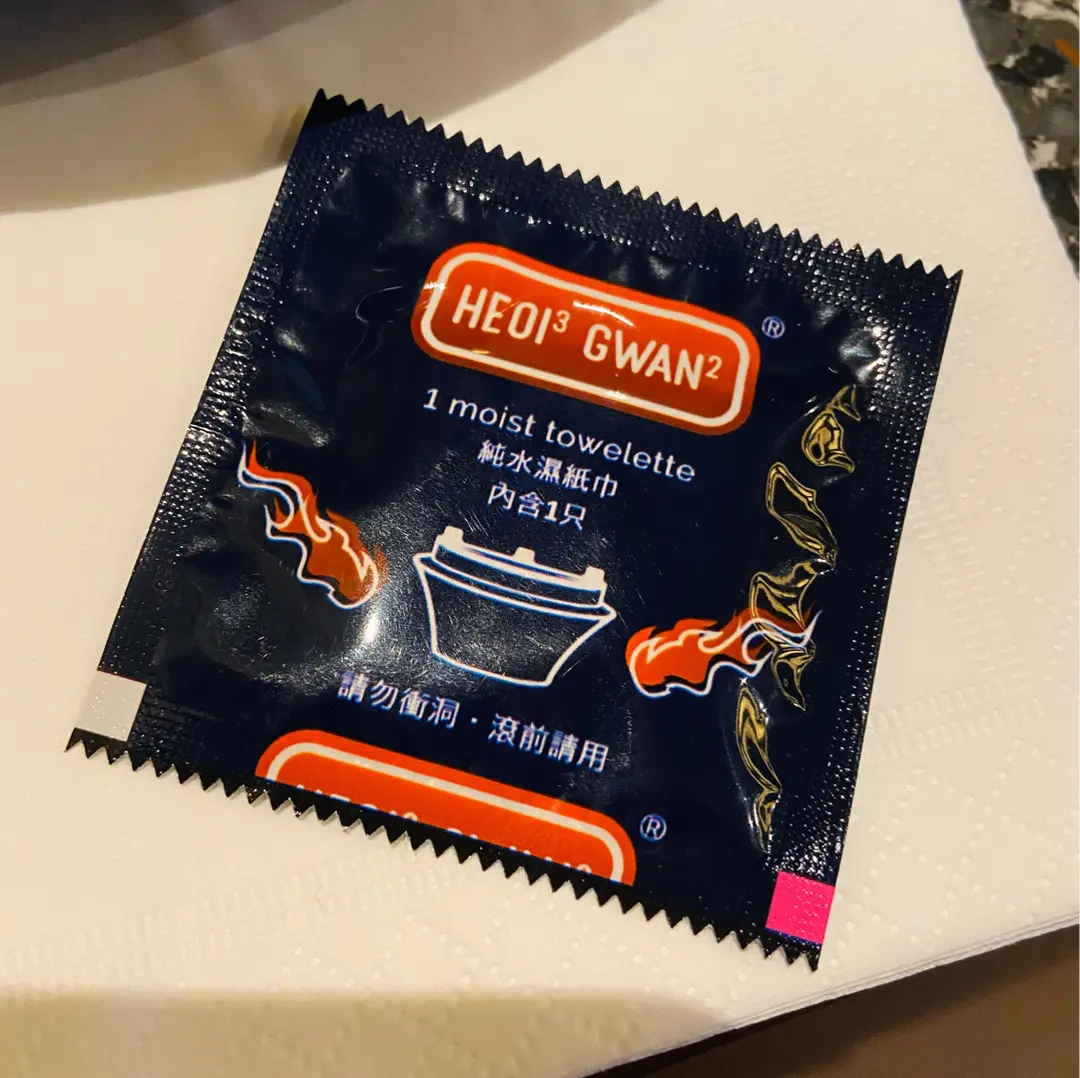 HEOI³ GWAN² ®
1 moist towelette
純水濕紙巾
內含1只
請勿衝洞・滾前請用
®